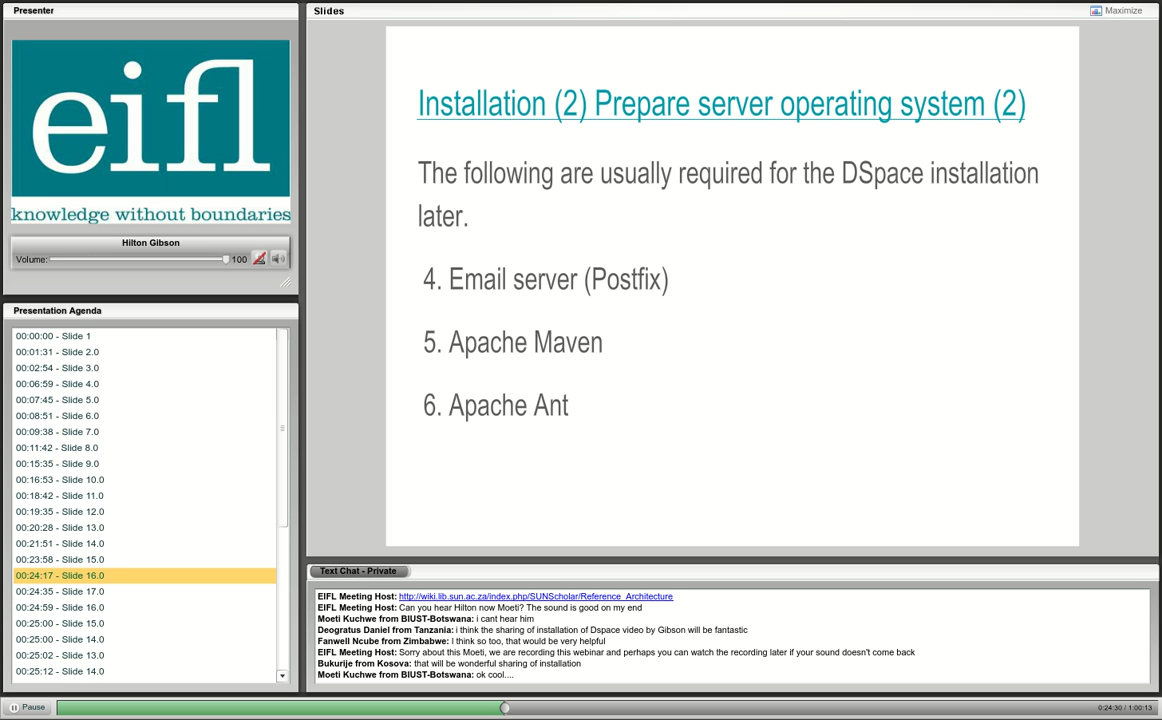 Presenter
eifl
knowledge without boundaries
Hilton Gibson
Volume: 100
Presentation Agenda
00:00:00 - Slide 1
00:01:31 - Slide 2.0
00:02:54 - Slide 3.0
00:06:59 - Slide 4.0
00:07:45 - Slide 5.0
00:08:51 - Slide 6.0
00:09:38 - Slide 7.0
00:11:42 - Slide 8.0
00:15:35 - Slide 9.0
00:16:53 - Slide 10.0
00:18:42 - Slide 11.0
00:19:35 - Slide 12.0
00:20:28 - Slide 13.0
00:21:51 - Slide 14.0
00:23:58 - Slide 15.0
00:24:17 - Slide 16.0
00:24:35 - Slide 17.0
00:24:59 - Slide 16.0
00:25:00 - Slide 15.0
00:25:00 - Slide 14.0
00:25:02 - Slide 13.0
00:25:12 - Slide 14.0
Slides
Maximize
Installation (2) Prepare server operating system (2)
The following are usually required for the DSpace installation
later.
4. Email server (Postfix)
5. Apache Maven
6. Apache Ant
Text Chat - Private
EIFL Meeting Host: http://wiki.lib.sun.ac.za/index.php/SUNScholar/Reference_Architecture
EIFL Meeting Host: Can you hear Hilton now Moeti? The sound is good on my end
Moeti Kuchwe from BIUST-Botswana: i cant hear him
Deogratus Daniel from Tanzania: i think the sharing of installation of Dspace video by Gibson will be fantastic
Fanwell Ncube from Zimbabwe: I think so too, that would be very helpful
EIFL Meeting Host: Sorry about this Moeti, we are recording this webinar and perhaps you can watch the recording later if your sound doesn't come back
Bukurije from Kosova: that will be wonderful sharing of installation
Moeti Kuchwe from BIUST-Botswana: ok cool....
Pause
0:24:30 / 1:00:13